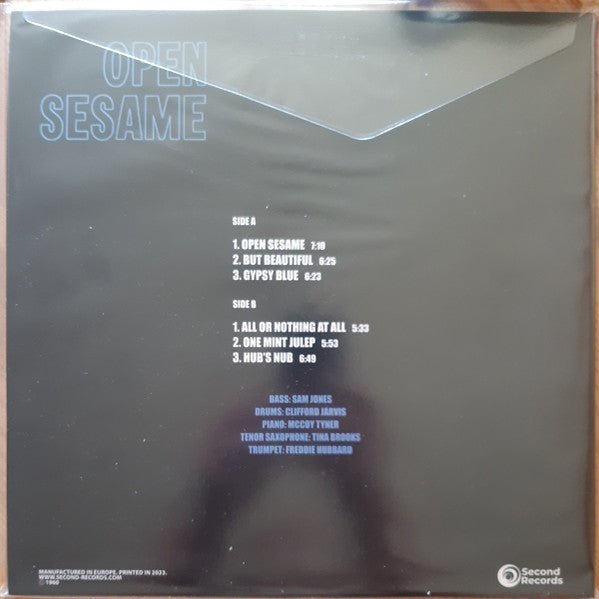 OPEN
SESAME
SIDE A
1. OPEN SESAME 7:10
2. BUT BEAUTIFUL 6:25
3. GYPSY BLUE 6:23
SIDE B
1. ALL OR NOTHING AT ALL 5:33
2. ONE MINT JULEP 5:53
3. HUB'S NUB 6:49
BASS: SAM JONES
DRUMS: CLIFFORD JARVIS
PIANO: MCCOY TYNER
TENOR SAXOPHONE: TINA BROOKS
TRUMPET: FREDDIE HUBBARD
MANUFACTURED IN EUROPE. PRINTED IN 2023.
WWW.SECOND-RECORDS.COM
© 1960
Second
Records